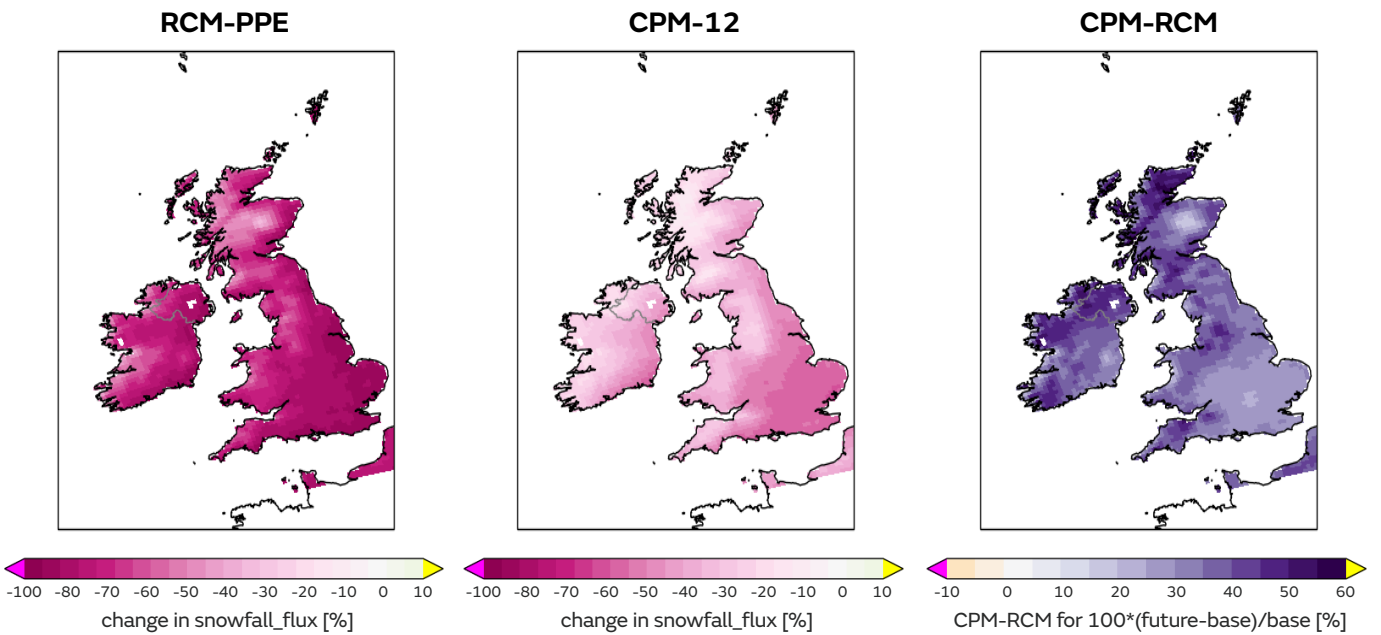 RCM-PPE
CPM-12
CPM-RCM
-100 -80 -70 -60 -50 -40 -30 -20 -10 0 10
change in snowfall_flux [%]
-100 -80 -70 -60 -50 -40 -30 -20 -10 0 10
change in snowfall_flux [%]
-10 0 10 20 30 40 50 60
CPM-RCM for 100*(future-base)/base [%]